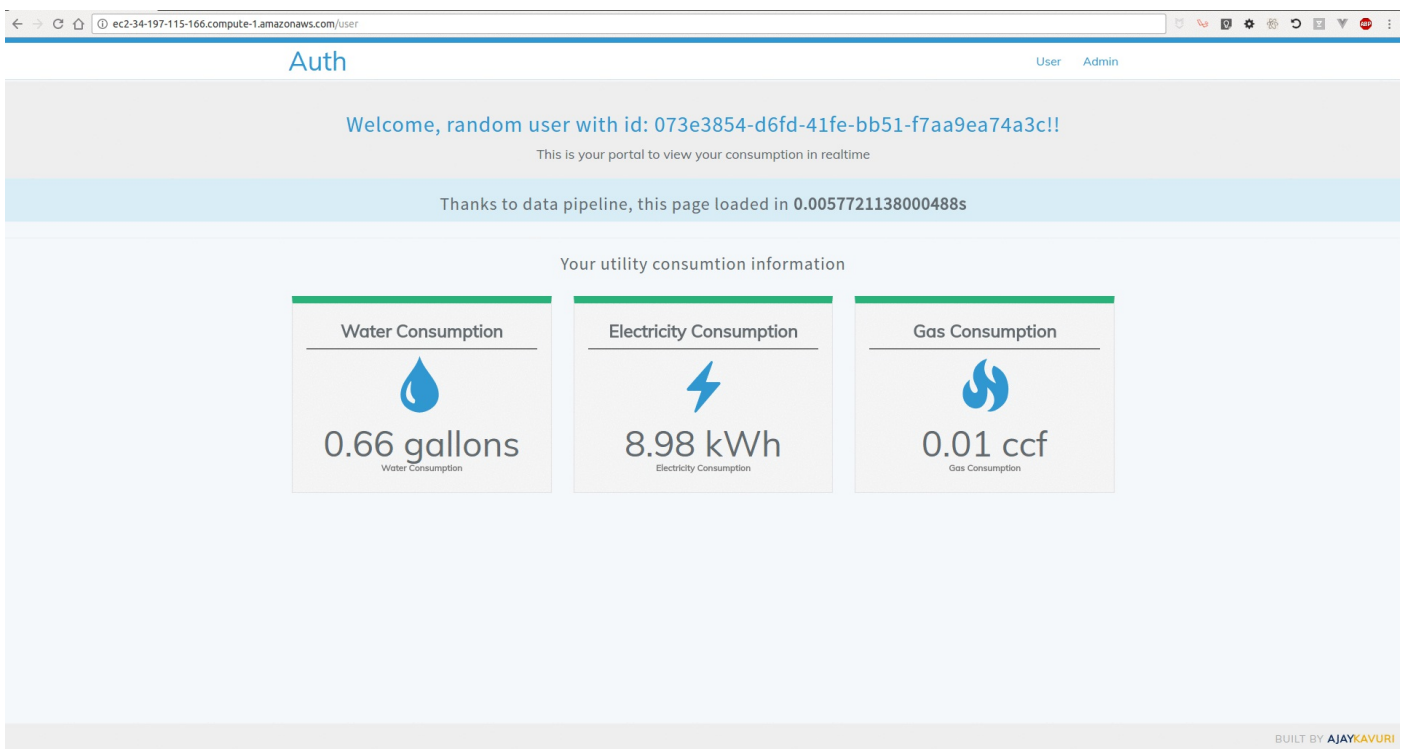 ec2-34-197-115-166.compute-1.amazonaws.com/user
ABP
Auth
User Admin
Welcome, random user with id: 073e3854-d6fd-41fe-bb51-f7aa9ea74a3c!!
This is your portal to view your consumption in realtime
Thanks to data pipeline, this page loaded in 0.0057721138000488s
Your utility consumtion information
Water Consumption
Electricity Consumption
Gas Consumption
0.66 gallons
8.98 kWh
0.01 ccf
Water Consumption
Electricity Consumption
Gas Consumption
BUILT BY AJAYKAVURI